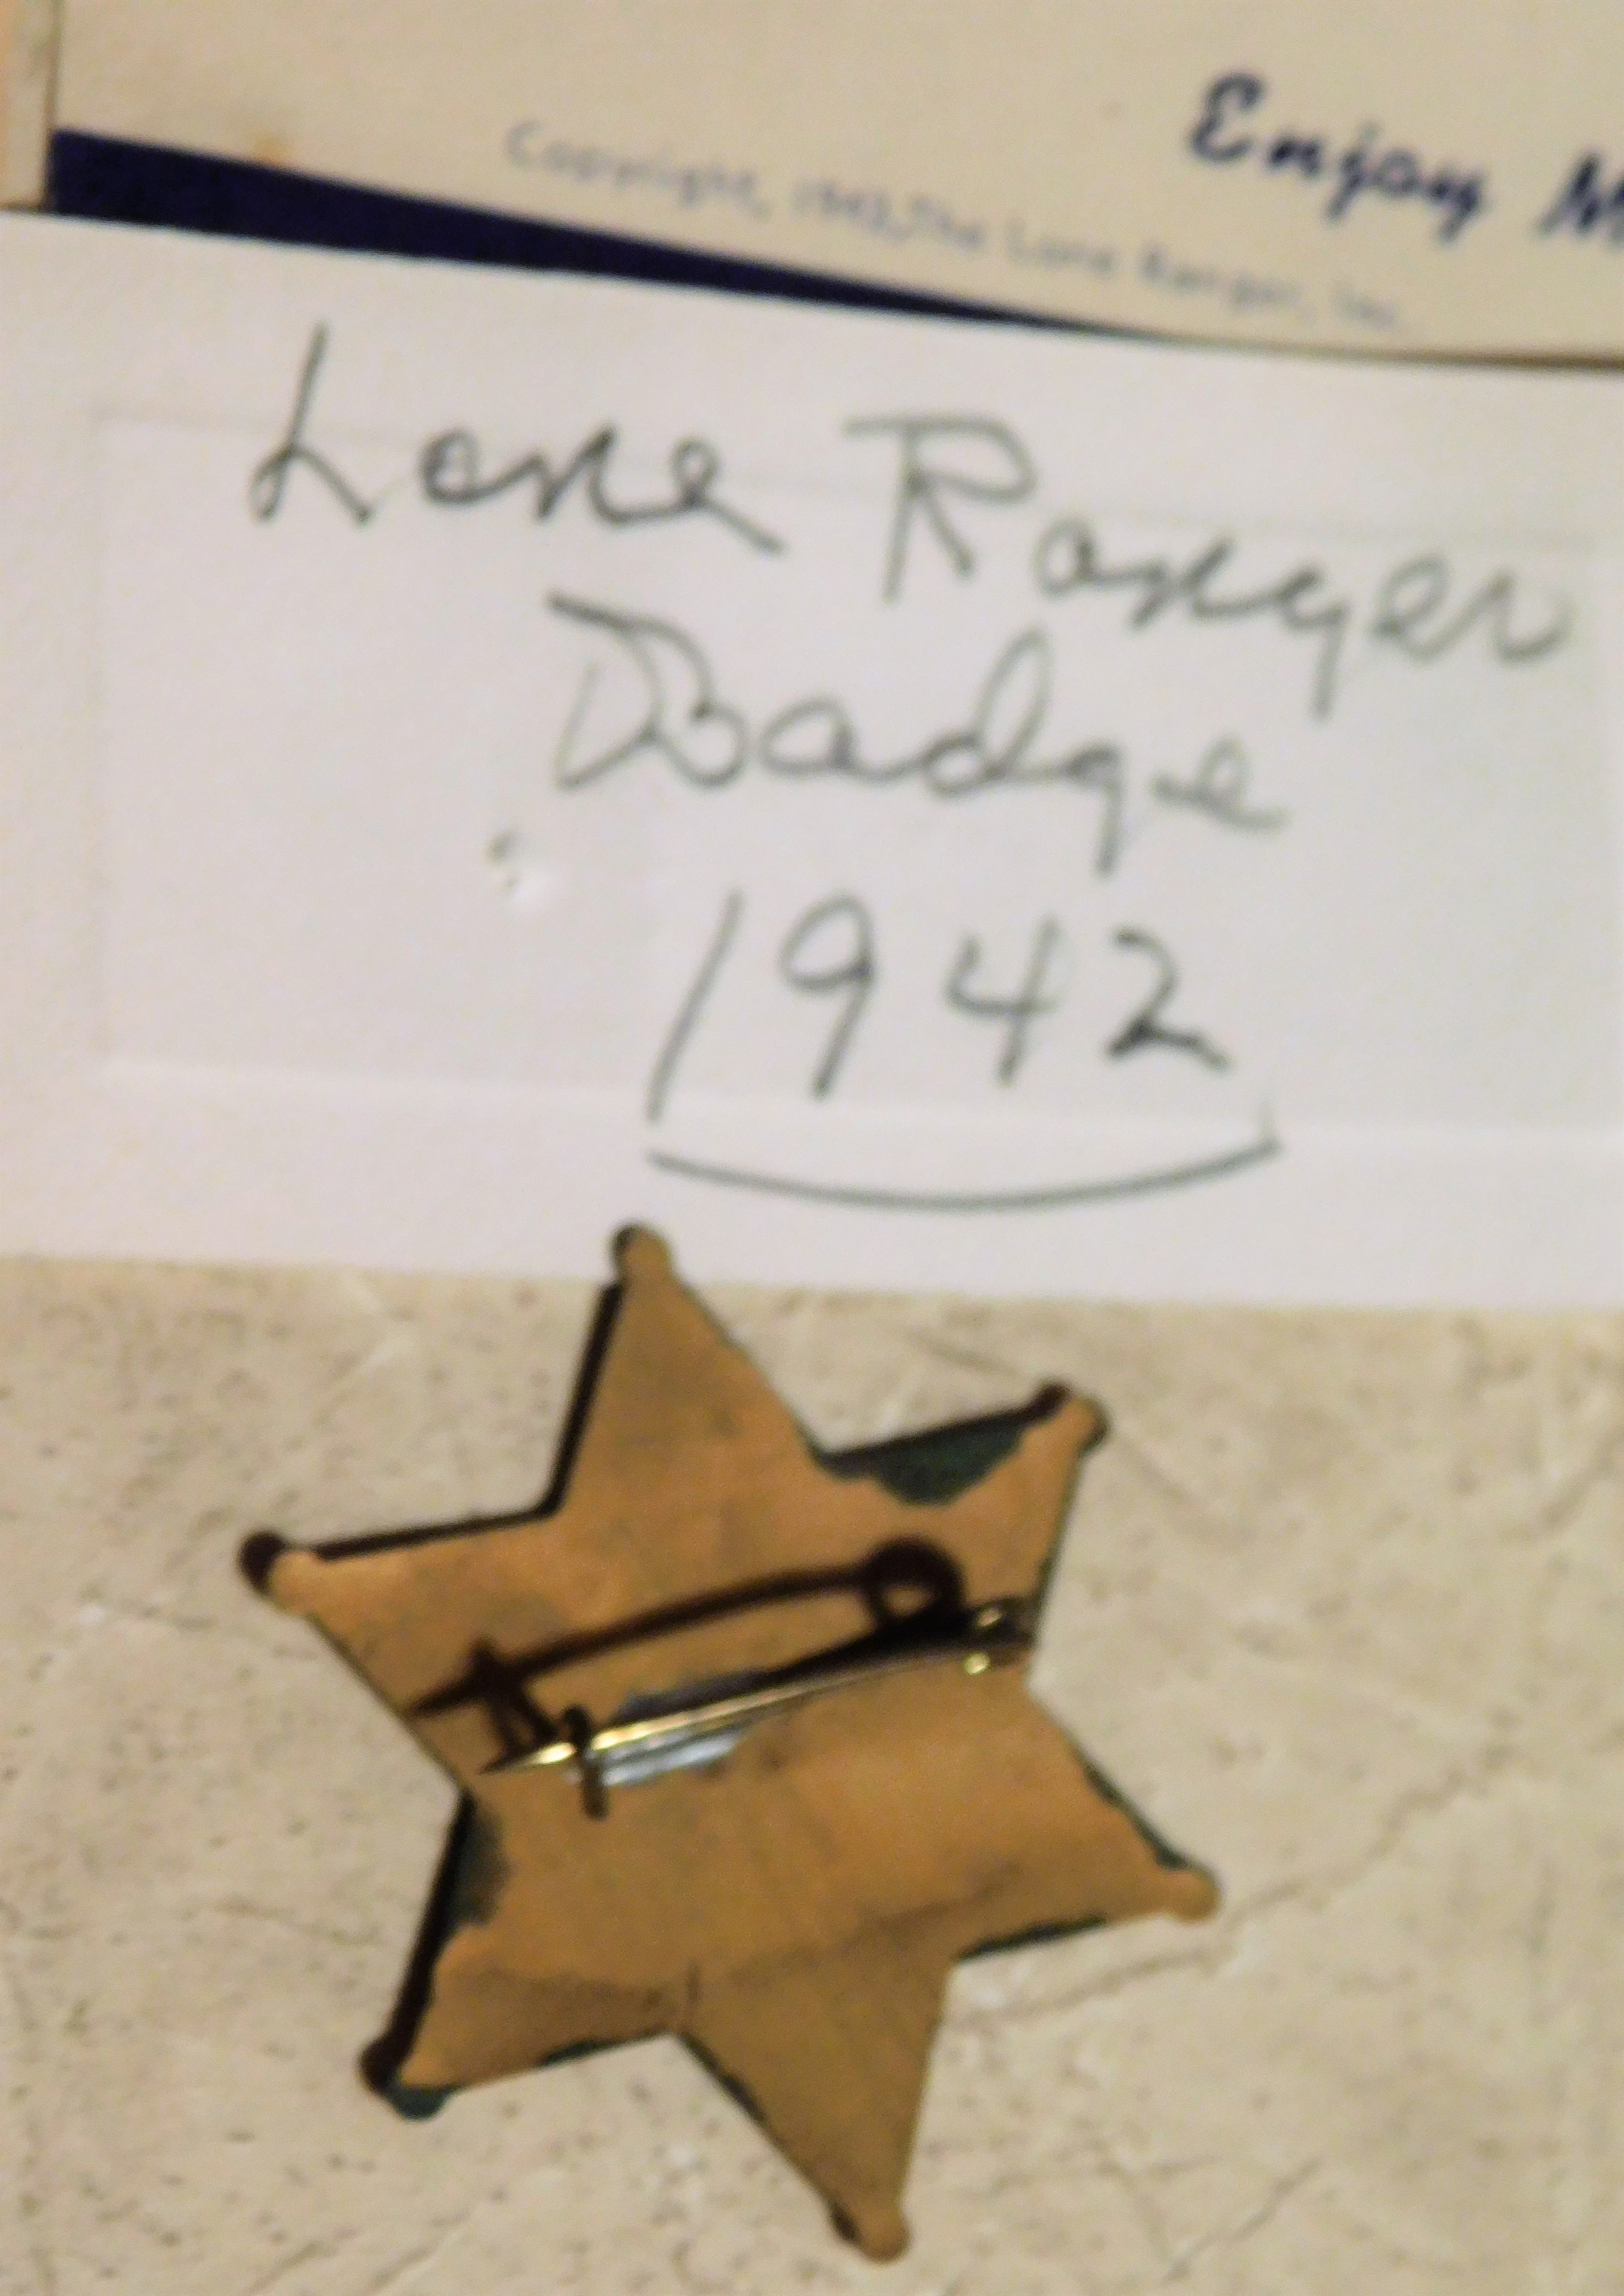 Enjoy
Copyright, 1942, The Lone Ranger, Inc.
Lone Ranger
Badge
1942